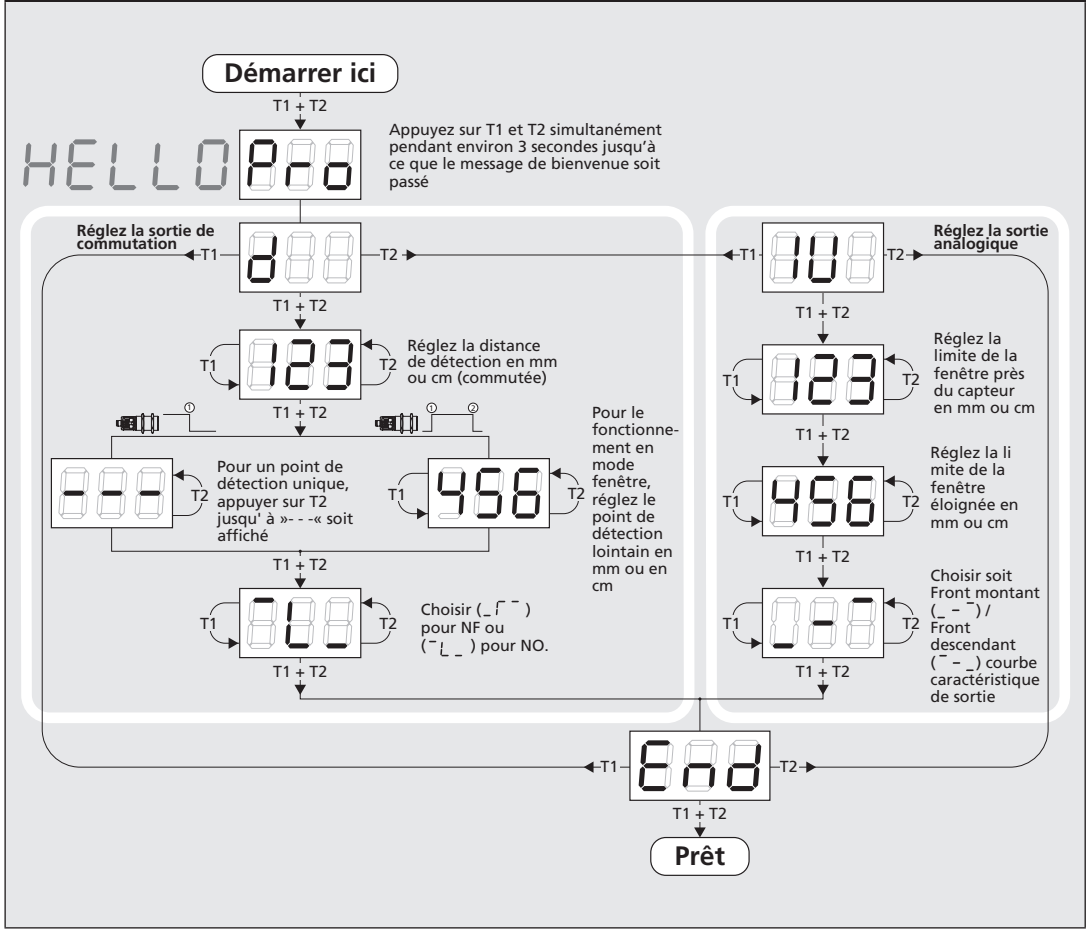 Démarrer ici
T1 + T2
HELLO
Pro
Appuyez sur T1 et T2 simultanément
pendant environ 3 secondes jusqu'à
ce que le message de bienvenue soit
passé
Réglez la sortie de
commutation
T1
d
T2
T1 + T2
T1
123
T2
Réglez la distance
de détection en mm
ou cm (commutée)
T1 + T2
①
① ②
- - -
T2
Pour un point de
détection unique,
appuyer sur T2
jusqu' à »- - -« soit
affiché
T1
456
T2
Pour le
fonctionne-
ment en
mode
fenêtre,
réglez le
point de
détection
lointain en
mm ou en
cm
T1 + T2
T1
¯L_
T2
Choisir (_Γ¯)
pour NF ou
(¯L_) pour NO.
T1 + T2
Réglez la sortie
analogique
T1
IU
T2
T1 + T2
T1
123
T2
Réglez la
limite de la
fenêtre près
du capteur
en mm ou cm
T1 + T2
T1
456
T2
Réglez la li
mite de la
fenêtre
éloignée en
mm ou cm
T1 + T2
T1
_-¯
T2
Choisir soit
Front montant
(_ - ¯) /
Front
descendant
(¯ - _) courbe
caractéristique
de sortie
T1 + T2
T1
End
T2
T1 + T2
Prêt